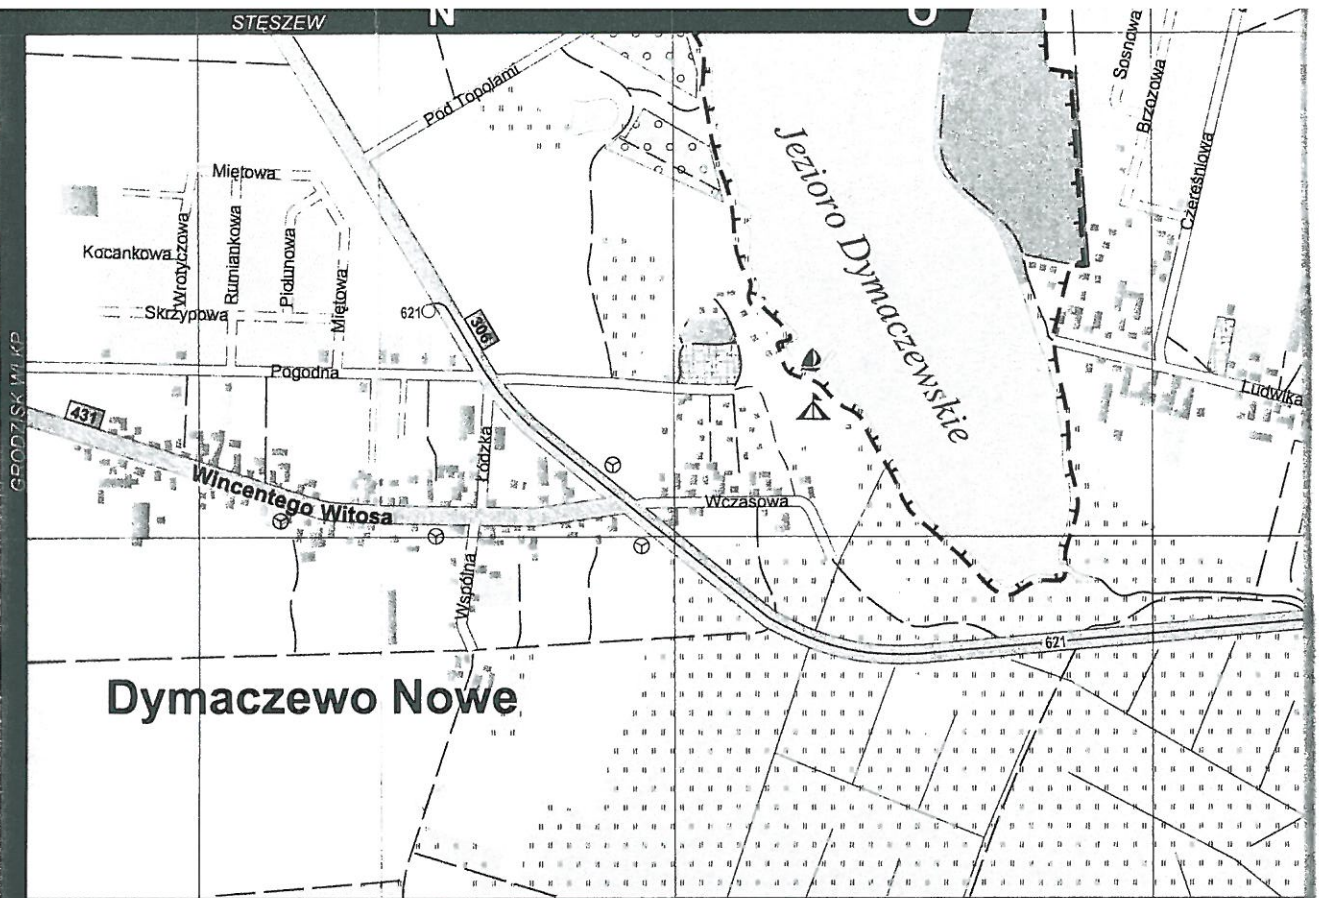 STĘSZEW
N
O
Sosnowa
Brzozowa
Czereśniowa
Pod Topolami
Jezioro Dymaczewskie
Miętowa
Wrotyczowa
Rumiankowa
Piołunowa
Miętowa
Kocankowa
Skrzypowa
621
306
Pogodna
Ludwika
GRODZISK WLKP
431
Łódzka
Wincentego Witosa
Wczasowa
Wspólna
621
Dymaczewo Nowe